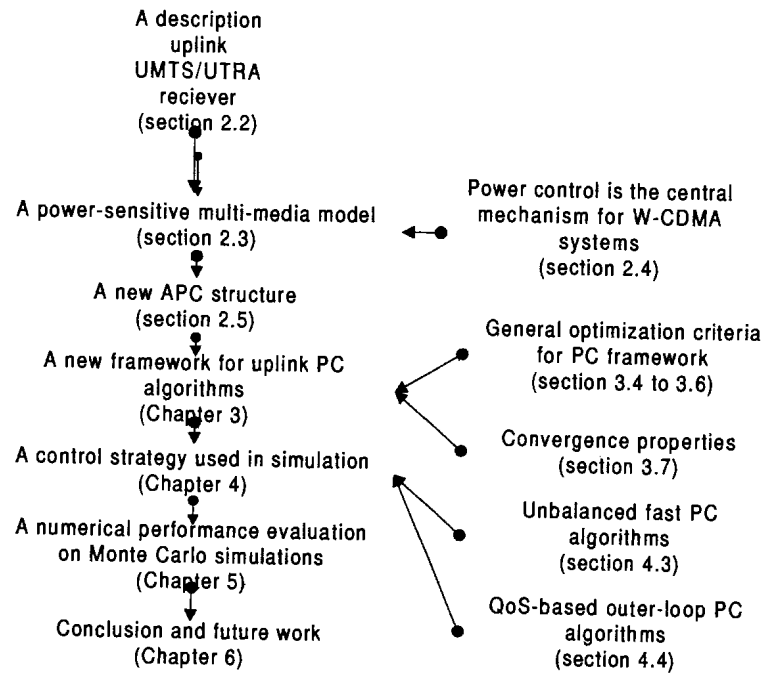 A description
uplink
UMTS/UTRA
reciever
(section 2.2)
A power-sensitive multi-media model
(section 2.3)
A new APC structure
(section 2.5)
A new framework for uplink PC
algorithms
(Chapter 3)
A control strategy used in simulation
(Chapter 4)
A numerical performance evaluation
on Monte Carlo simulations
(Chapter 5)
Conclusion and future work
(Chapter 6)
Power control is the central
mechanism for W-CDMA
systems
(section 2.4)
General optimization criteria
for PC framework
(section 3.4 to 3.6)
Convergence properties
(section 3.7)
Unbalanced fast PC
algorithms
(section 4.3)
QoS-based outer-loop PC
algorithms
(section 4.4)